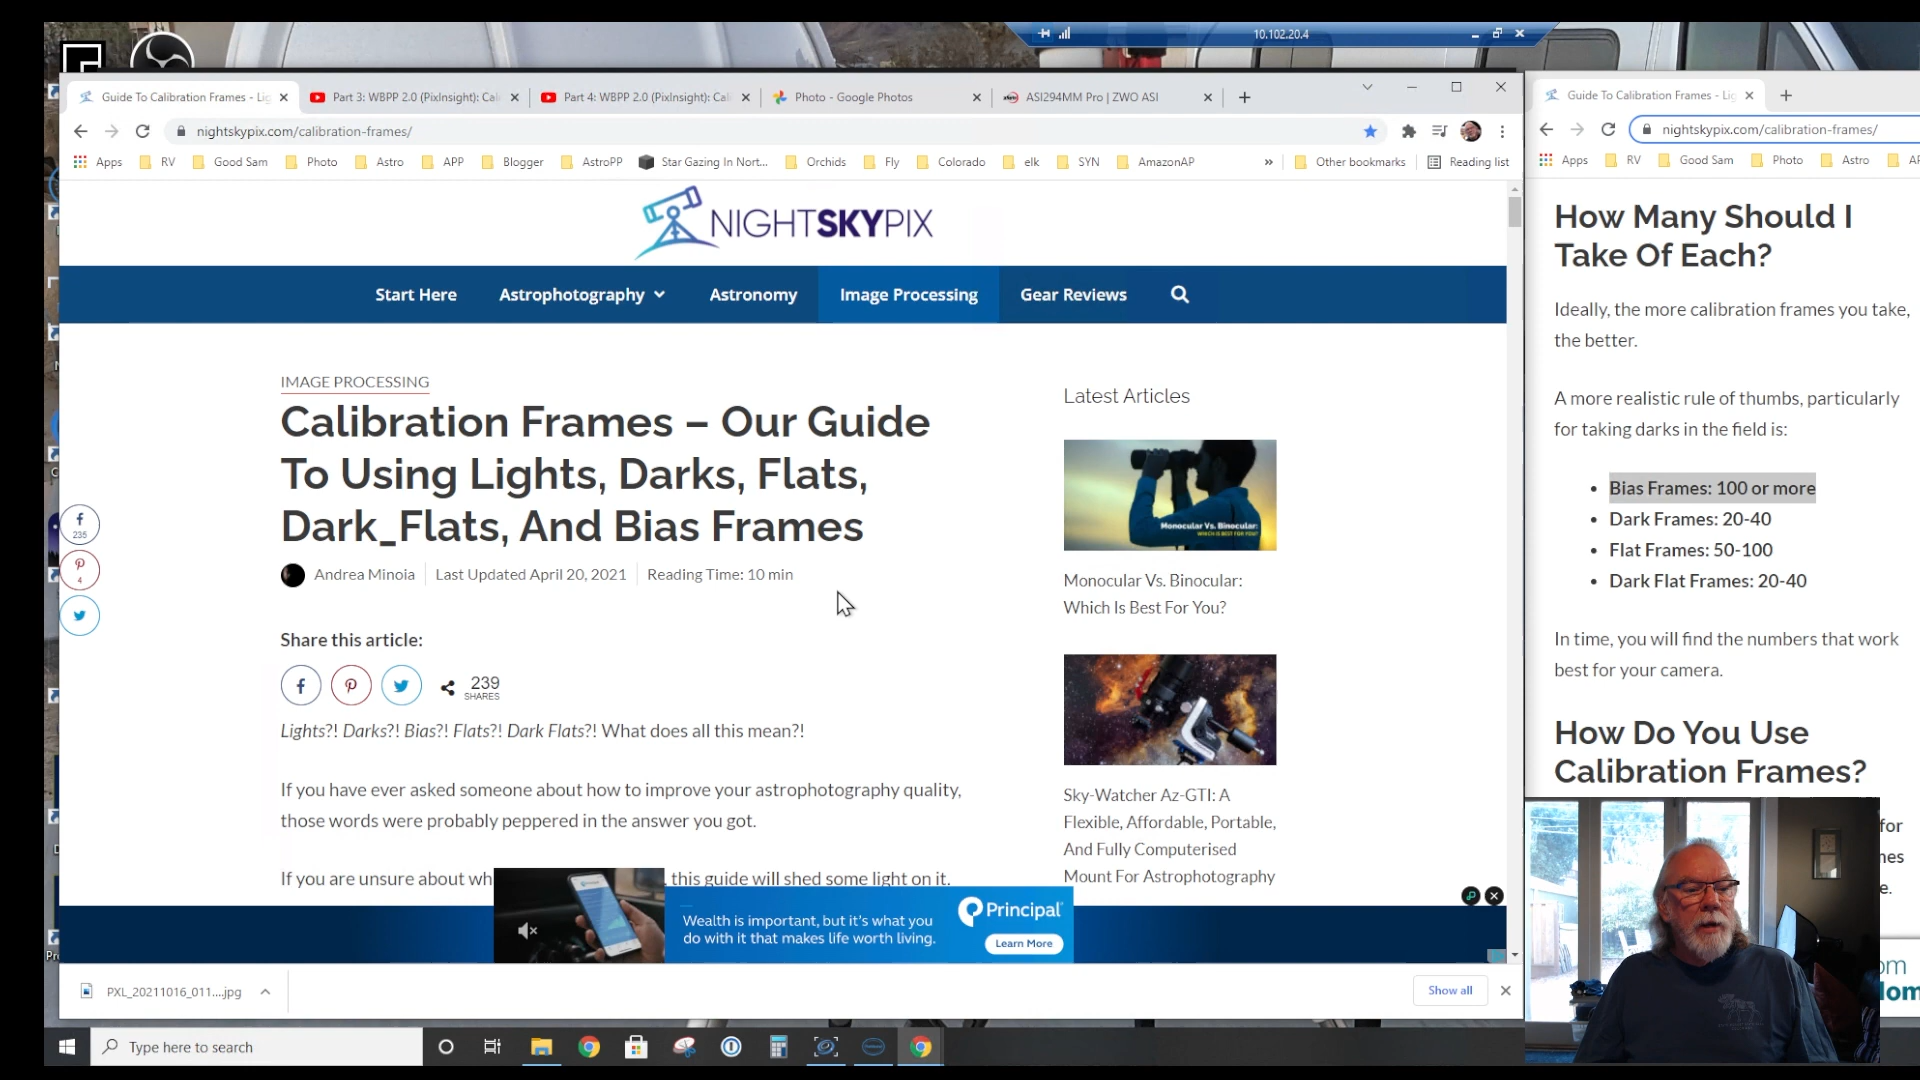 10.102.20.4
Guide To Calibration Frames - Lig
Part 3: WBPP 2.0 (PixInsight): Cal
Part 4: WBPP 2.0 (PixInsight): Cal
Photo - Google Photos
ASI294MM Pro | ZWO ASI
nightskypix.com/calibration-frames/
Apps
RV
Good Sam
Photo
Astro
APP
Blogger
AstroPP
Star Gazing In Nort...
Orchids
Fly
Colorado
elk
SYN
AmazonAP
»
Other bookmarks
Reading list
NIGHTSKYPIX
Start Here
Astrophotography
Astronomy
Image Processing
Gear Reviews
IMAGE PROCESSING
Calibration Frames – Our Guide
To Using Lights, Darks, Flats,
Dark_Flats, And Bias Frames
Andrea Minoia
Last Updated April 20, 2021
Reading Time: 10 min
235
4
Share this article:
239
SHARES
Lights?! Darks?! Bias?! Flats?! Dark Flats?! What does all this mean?!
If you have ever asked someone about how to improve your astrophotography quality,
those words were probably peppered in the answer you got.
If you are unsure about wh
, this guide will shed some light on it.
Latest Articles
Monocular Vs. Binocular:
WHICH IS BEST FOR YOU?
Monocular Vs. Binocular:
Which Is Best For You?
Sky-Watcher Az-GTI: A
Flexible, Affordable, Portable,
And Fully Computerised
Mount For Astrophotography
Wealth is important, but it's what you
do with it that makes life worth living.
Principal
Learn More
PXL_20211016_011....jpg
Show all
Type here to search
Guide To Calibration Frames - Lig
nightskypix.com/calibration-frames/
Apps
RV
Good Sam
Photo
Astro
How Many Should I
Take Of Each?
Ideally, the more calibration frames you take,
the better.
A more realistic rule of thumbs, particularly
for taking darks in the field is:
• Bias Frames: 100 or more
• Dark Frames: 20-40
• Flat Frames: 50-100
• Dark Flat Frames: 20-40
In time, you will find the numbers that work
best for your camera.
How Do You Use
Calibration Frames?
for
e.